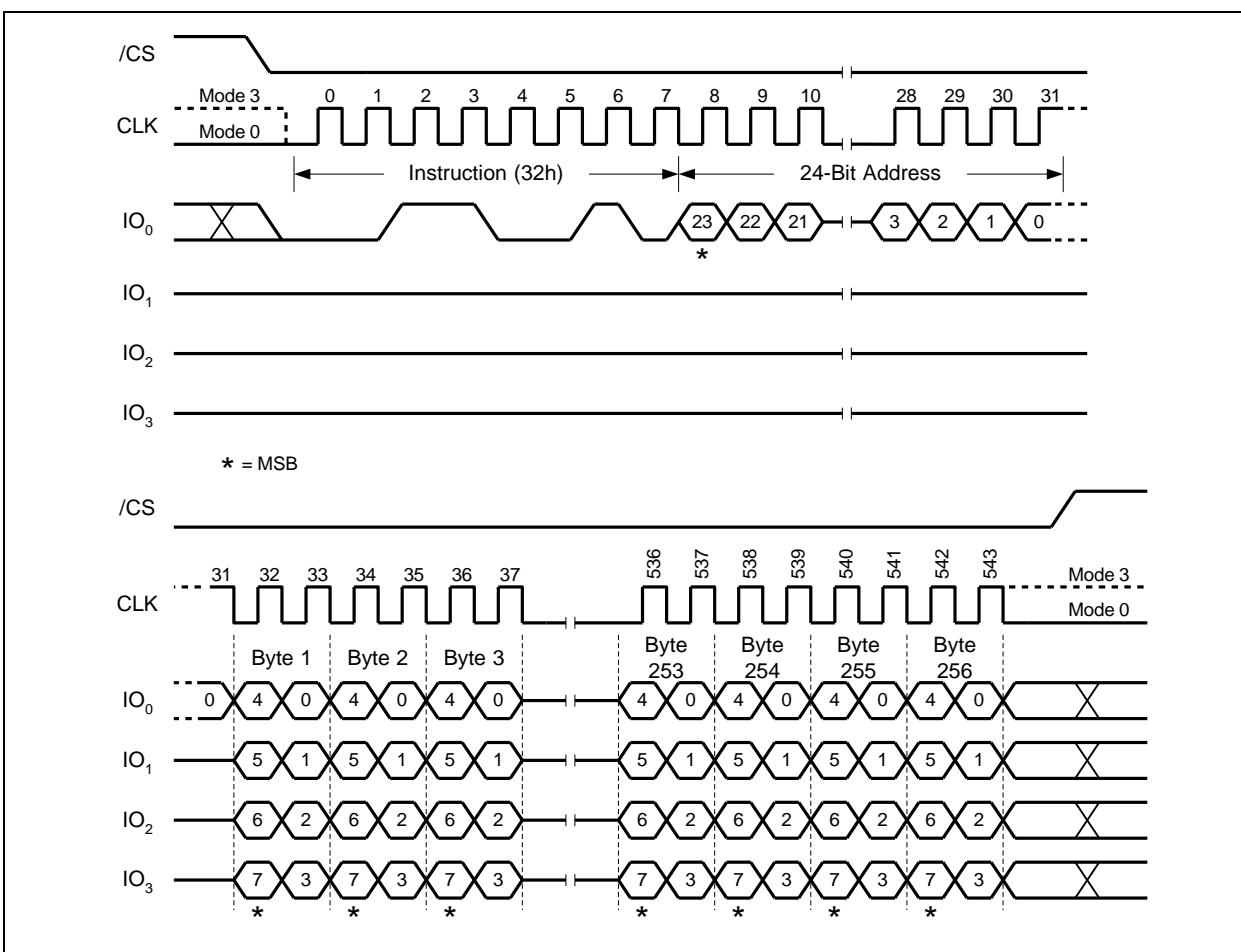 /CS
Mode 3 0 1 2 3 4 5 6 7 8 9 10 28 29 30 31
CLK Mode 0
Instruction (32h) 24-Bit Address
IO0 23 22 21 3 2 1 0
*
IO1
IO2
IO3
* = MSB
/CS
31 32 33 34 35 36 37 536 537 538 539 540 541 542 543 Mode 3
CLK Mode 0
Byte 1 Byte 2 Byte 3 Byte 253 Byte 254 Byte 255 Byte 256
IO0 0 4 0 4 0 4 0 4 0 4 0 4 0 4 0
IO1 5 1 5 1 5 1 5 1 5 1 5 1 5 1
IO2 6 2 6 2 6 2 6 2 6 2 6 2 6 2
IO3 7 3 7 3 7 3 7 3 7 3 7 3 7 3
* * * * * * *